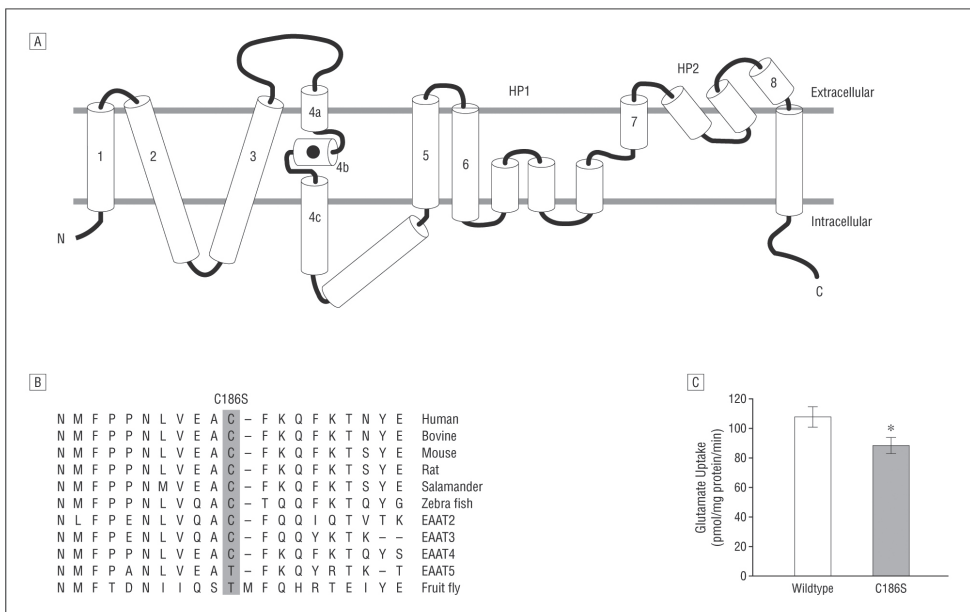 A
HP1
HP2
8
Extracellular
4a
7
1
2
3
4b
5
6
4c
Intracellular
N
C
B
C186S
N M F P P N L V E A C – F K Q F K T N Y E Human
N M F P P N L V E A C – F K Q F K T N Y E Bovine
N M F P P N L V E A C – F K Q F K T S Y E Mouse
N M F P P N L V E A C – F K Q F K T S Y E Rat
N M F P P N M V E A C – F K Q F K T S Y E Salamander
N M F P P N L V Q A C – T Q Q F K T Q Y G Zebra fish
N L F P E N L V Q A C – F Q Q I Q T V T K EAAT2
N M F P E N L V Q A C – F Q Q Y K T K – – EAAT3
N M F P P N L V E A C – F K Q F K T Q Y S EAAT4
N M F P A N L V E A T – F K Q Y R T K – T EAAT5
N M F T D N I I Q S T M F Q H R T E I Y E Fruit fly
C
Glutamate Uptake
(pmol/mg protein/min)
120
100
80
60
40
20
0
*
Wildtype C186S